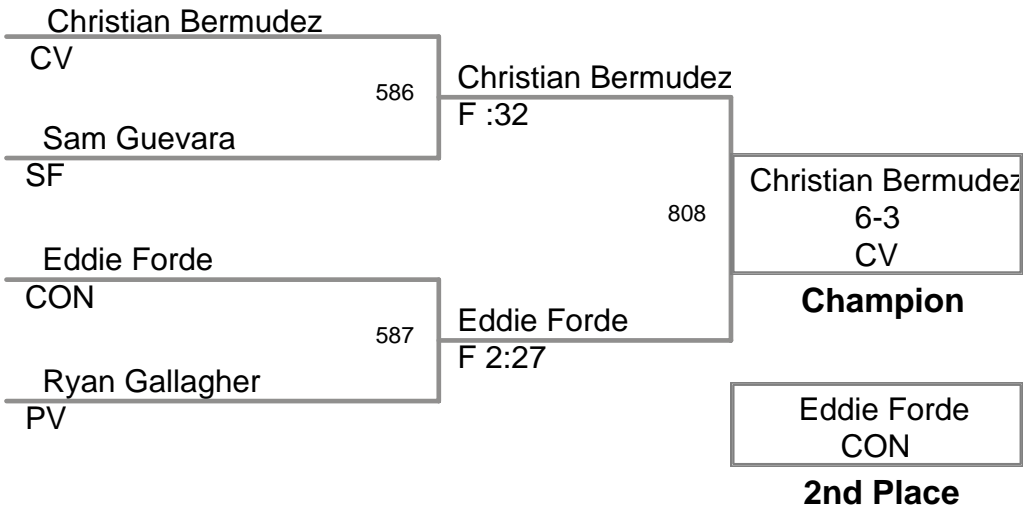 Christian Bermudez
CV
586
Sam Guevara
SF
Eddie Forde
CON
587
Ryan Gallagher
PV
Christian Bermudez
F :32
808
Eddie Forde
F 2:27
Christian Bermudez
6-3
CV
Champion
Eddie Forde
CON
2nd Place